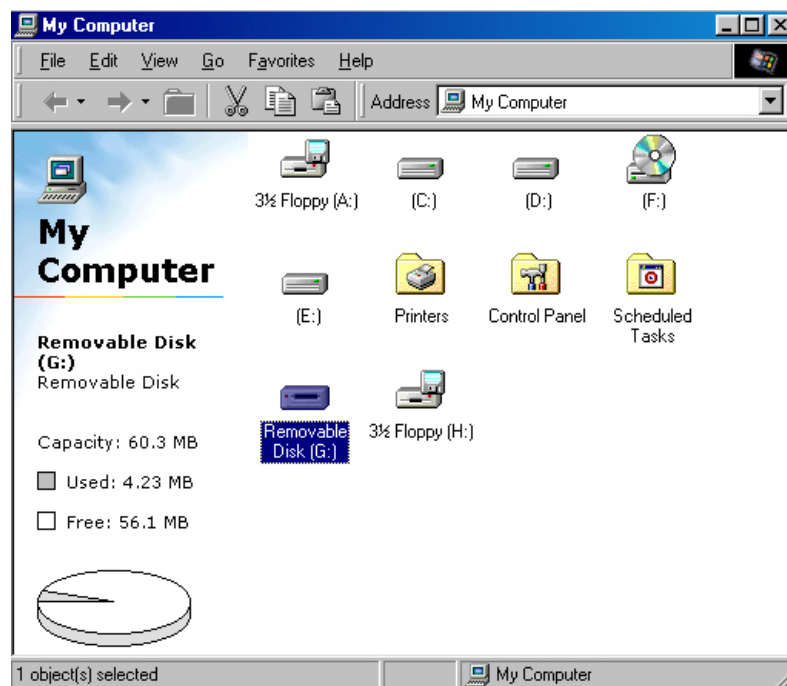 My Computer
File Edit View Go Favorites Help
Address My Computer
3½ Floppy (A:) (C:) (D:) (F:)
My
Computer
(E:) Printers Control Panel Scheduled
Tasks
Removable Disk
(G:)
Removable Disk
Removable
Disk (G:)
3½ Floppy (H:)
Capacity: 60.3 MB
Used: 4.23 MB
Free: 56.1 MB
1 object(s) selected My Computer